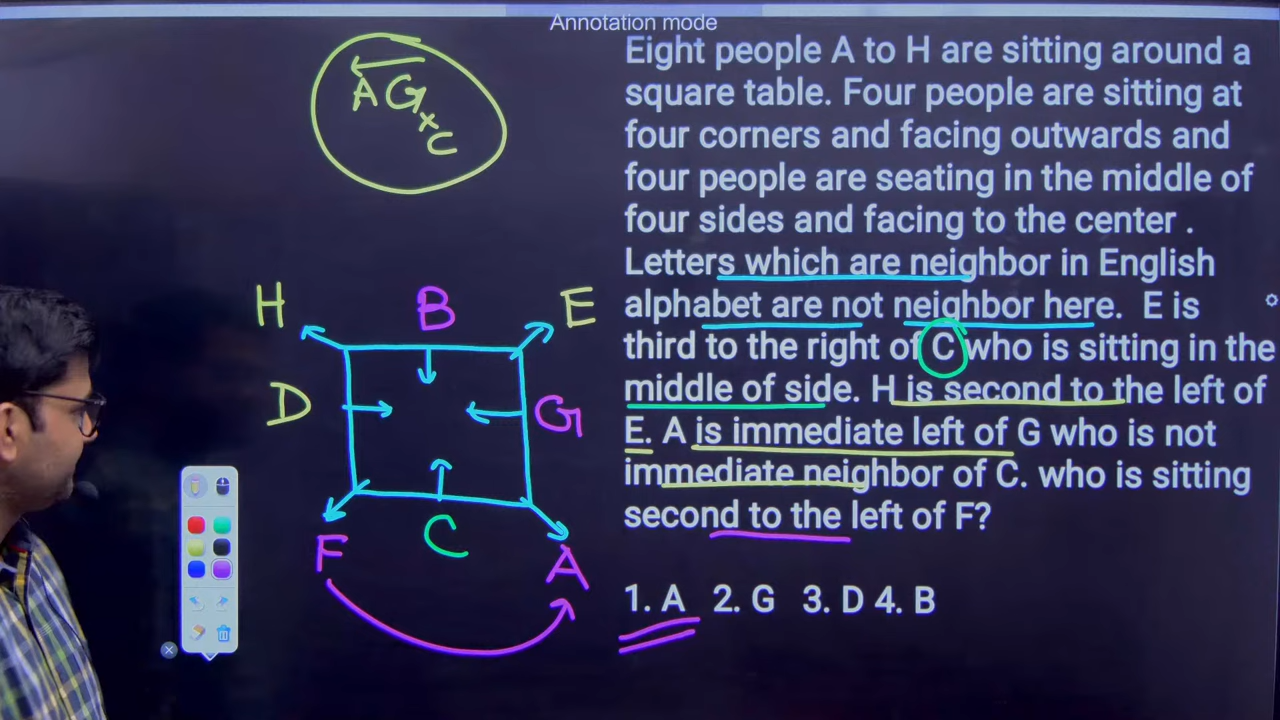 Annotation mode
Eight people A to H are sitting around a
square table. Four people are sitting at
four corners and facing outwards and
four people are seating in the middle of
four sides and facing to the center .
Letters which are neighbor in English
alphabet are not neighbor here. E is
third to the right of C who is sitting in the
middle of side. H is second to the left of
E. A is immediate left of G who is not
immediate neighbor of C. who is sitting
second to the left of F?
1. A 2. G 3. D 4. B
A G
x
C
H B E
D G
F C A